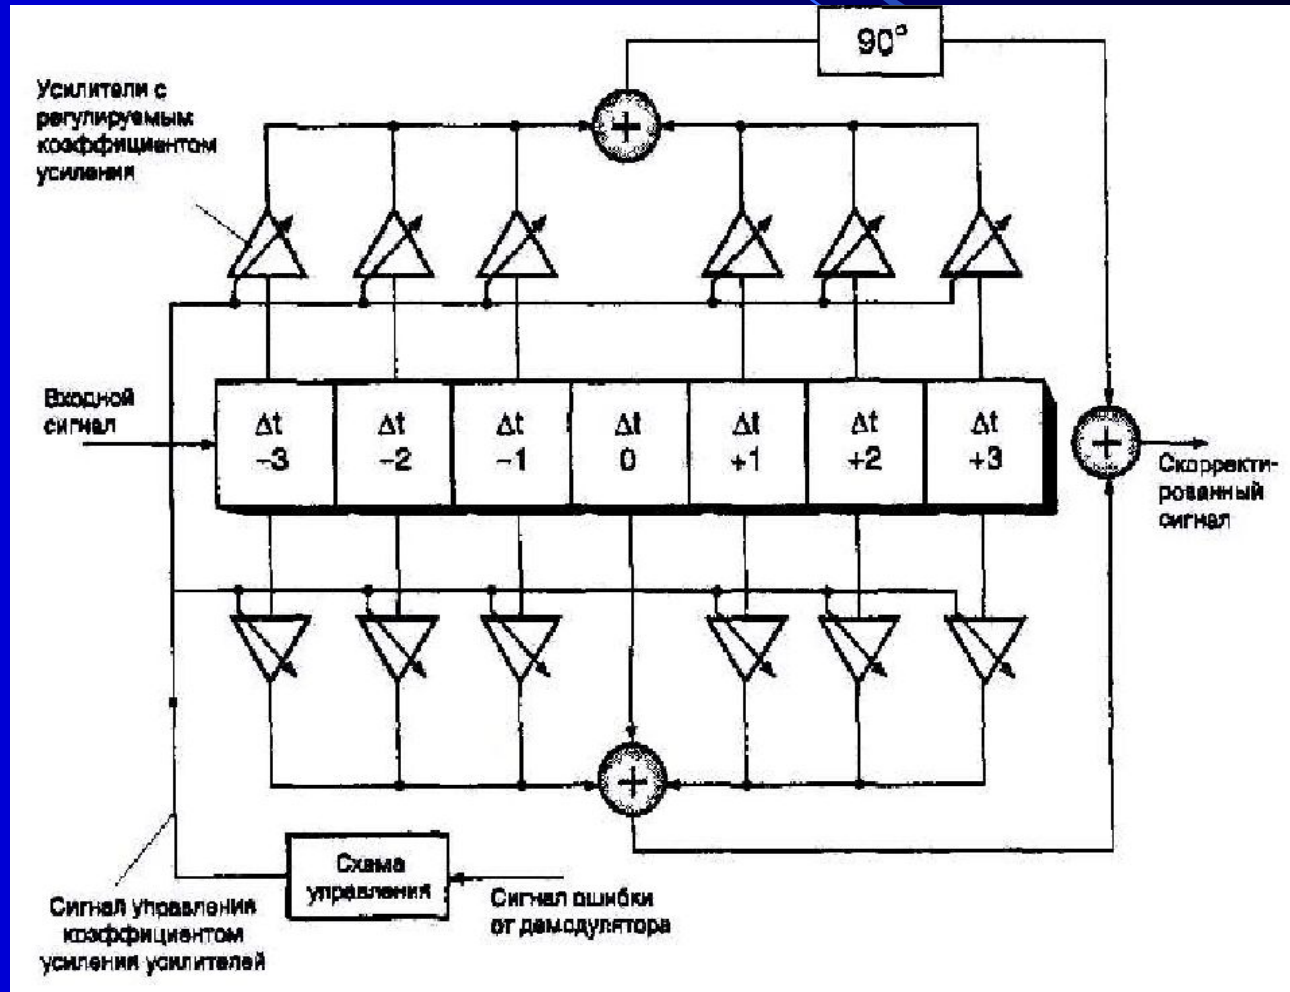 90°
Усилители с
регулируемым
коэффициентом
усиления
+
Входной
сигнал
Δt
-3
Δt
-2
Δt
-1
Δt
0
Δt
+1
Δt
+2
Δt
+3
+
Скорректи-
рованный
сигнал
+
Схема
управления
Сигнал ошибки
от демодулятора
Сигнал управления
коэффициентом
усиления усилителей